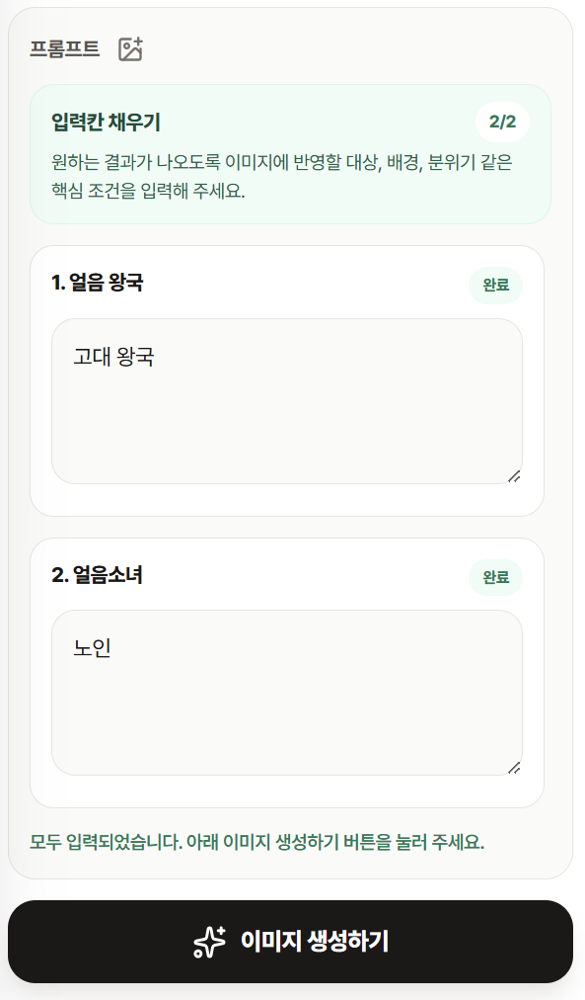 프롬프트
입력칸 채우기
2/2
원하는 결과가 나오도록 이미지에 반영할 대상, 배경, 분위기 같은
핵심 조건을 입력해 주세요.
1. 얼음 왕국
완료
고대 왕국
2. 얼음소녀
완료
노인
모두 입력되었습니다. 아래 이미지 생성하기 버튼을 눌러 주세요.
이미지 생성하기